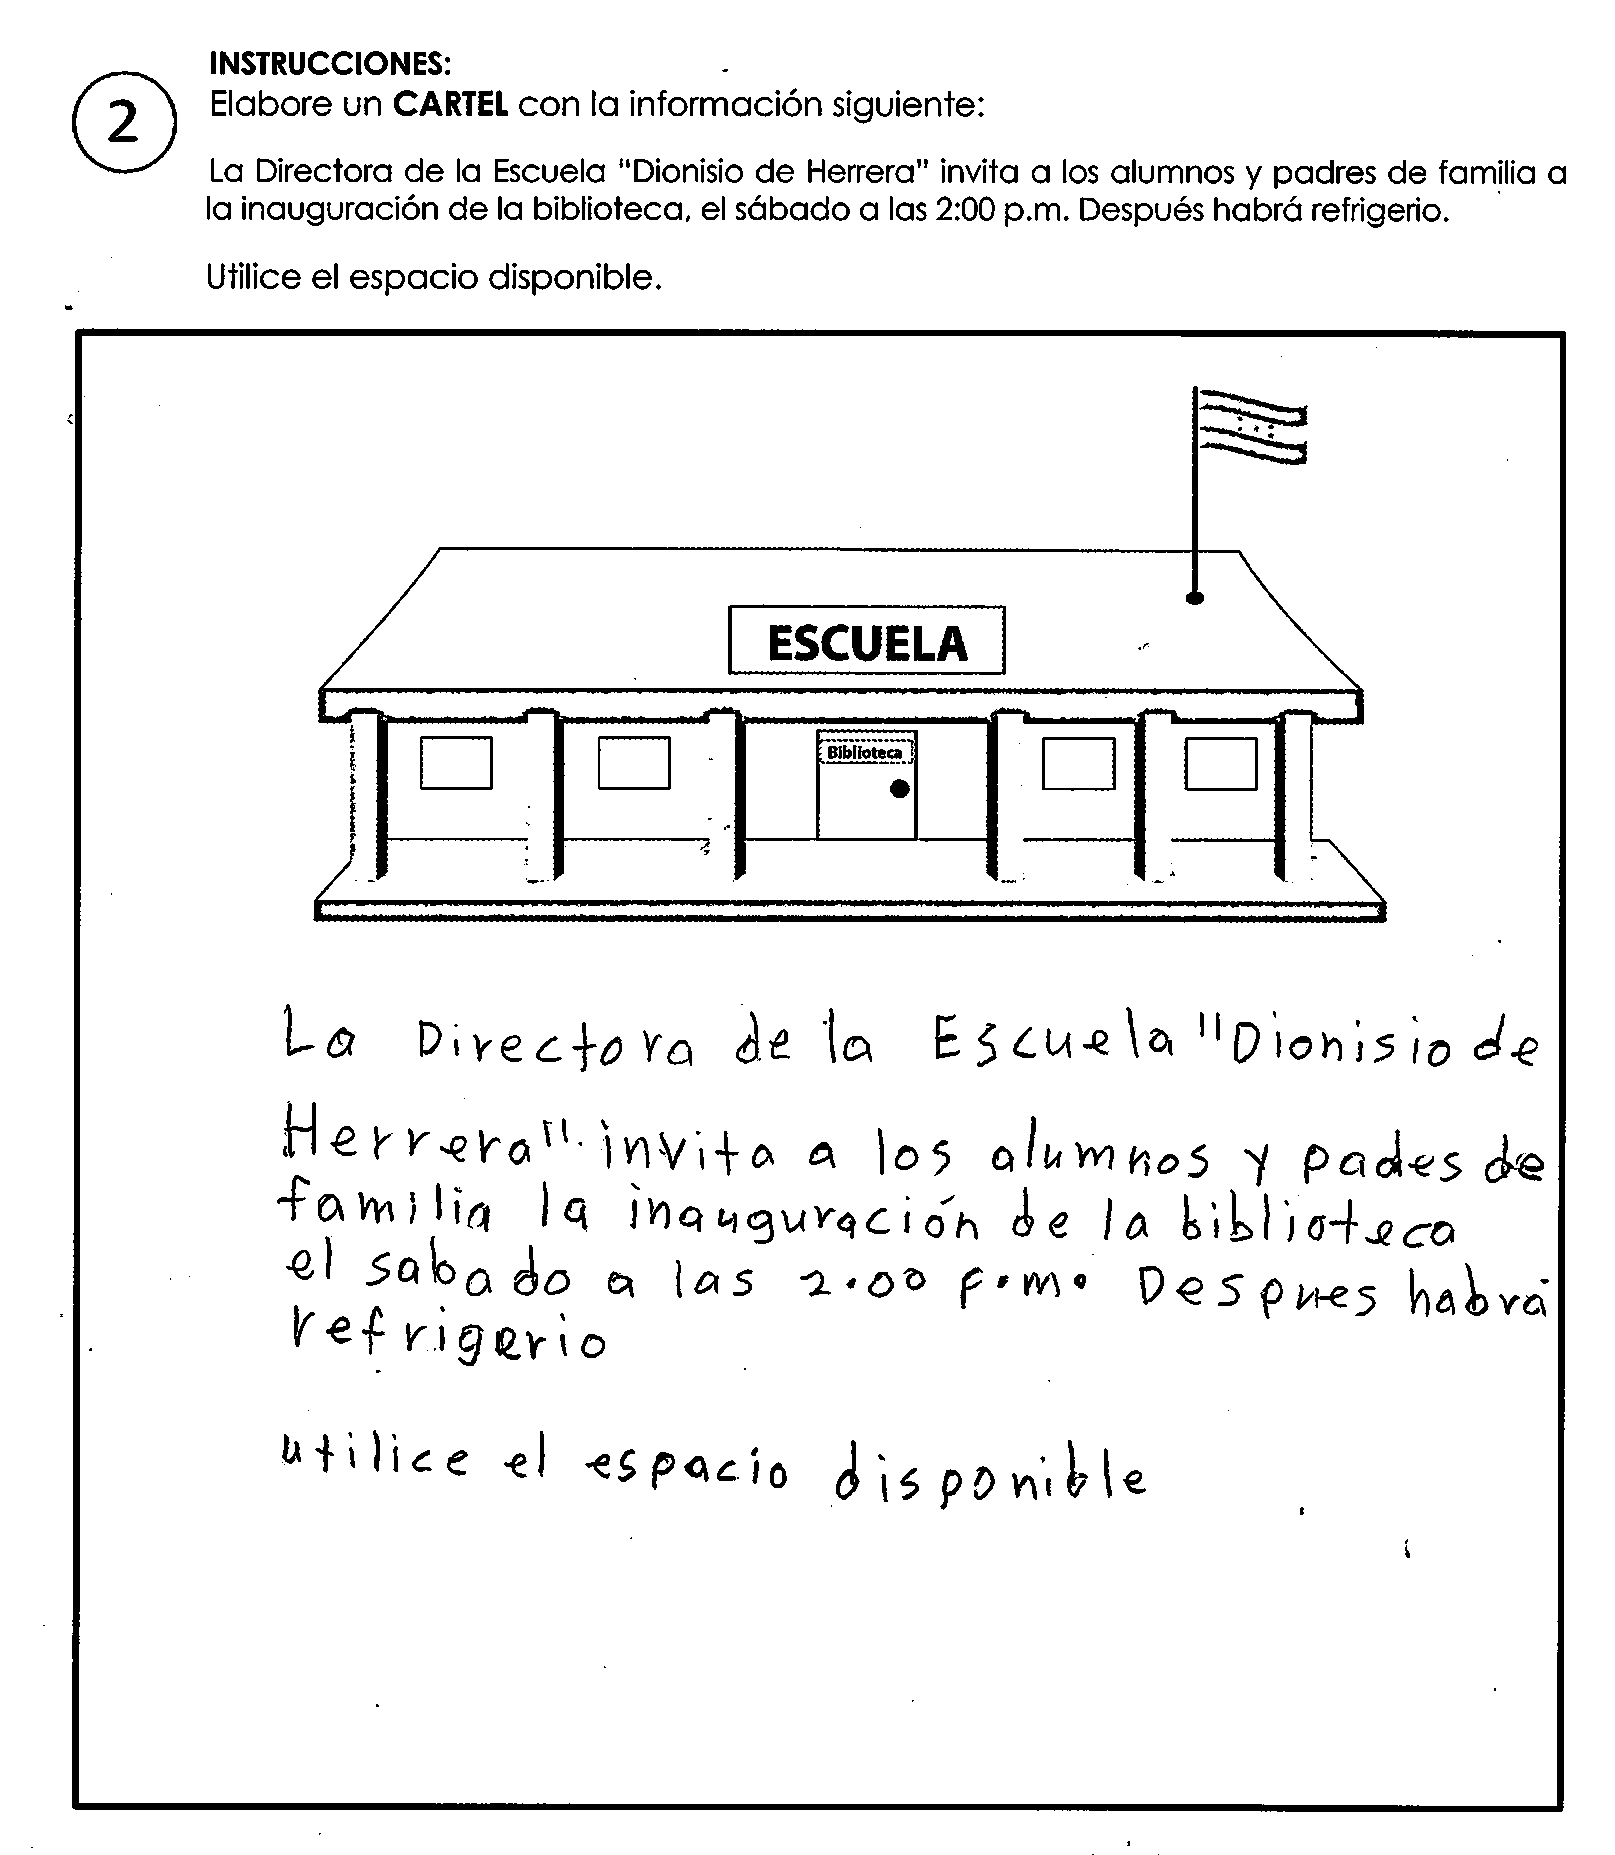 INSTRUCCIONES:
2
Elabore un CARTEL con la información siguiente:
La Directora de la Escuela "Dionisio de Herrera" invita a los alumnos y padres de familia a
la inauguración de la biblioteca, el sábado a las 2:00 p.m. Después habrá refrigerio.
Utilice el espacio disponible.
ESCUELA
Biblioteca
La Directora de la Escuela "Dionisio de
Herrera" invita a los alumnos y pades de
familia la inauguración de la biblioteca
el sabado a las 2.00 p.m. Despues habrá
refrigerio
utilice el espacio disponible